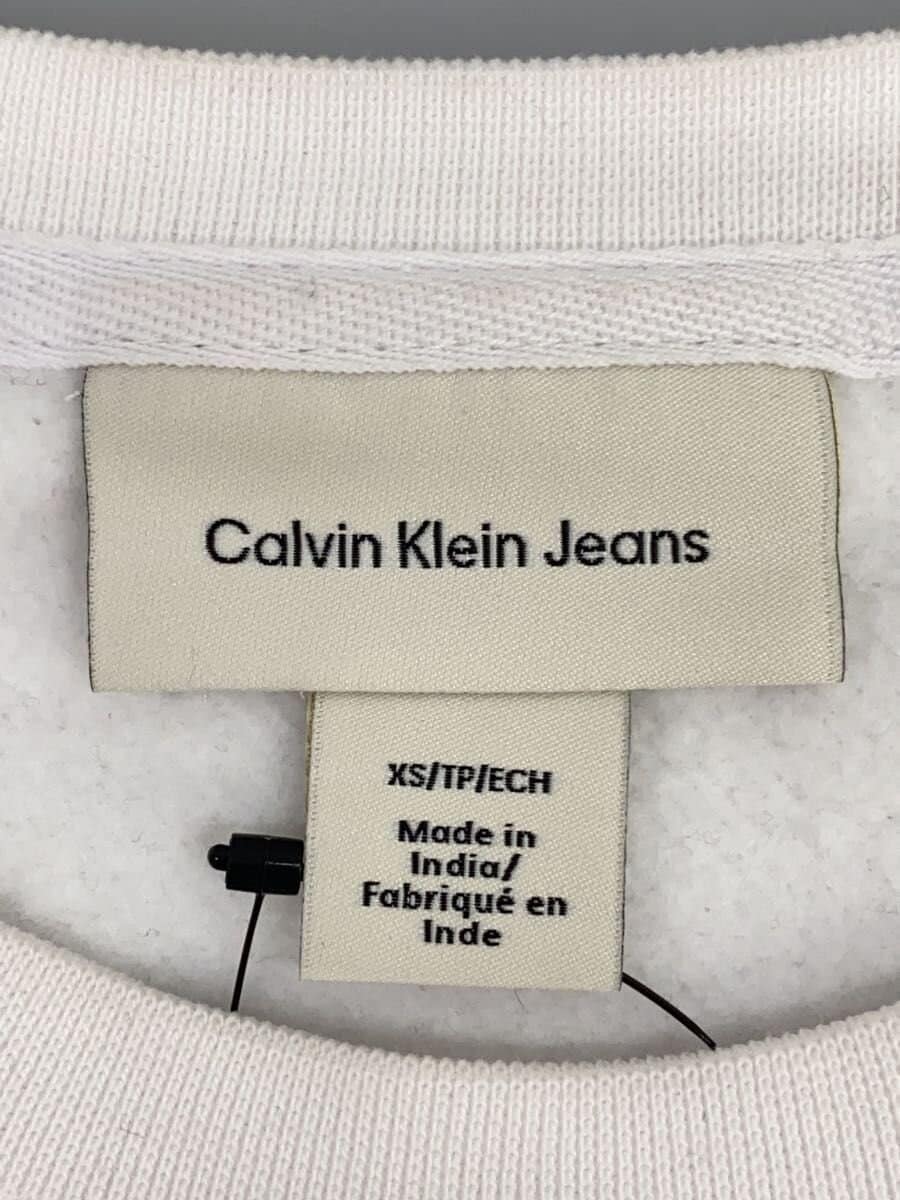 Calvin Klein Jeans
XS/TP/ECH
Made in
India/
Fabriqué en
Inde